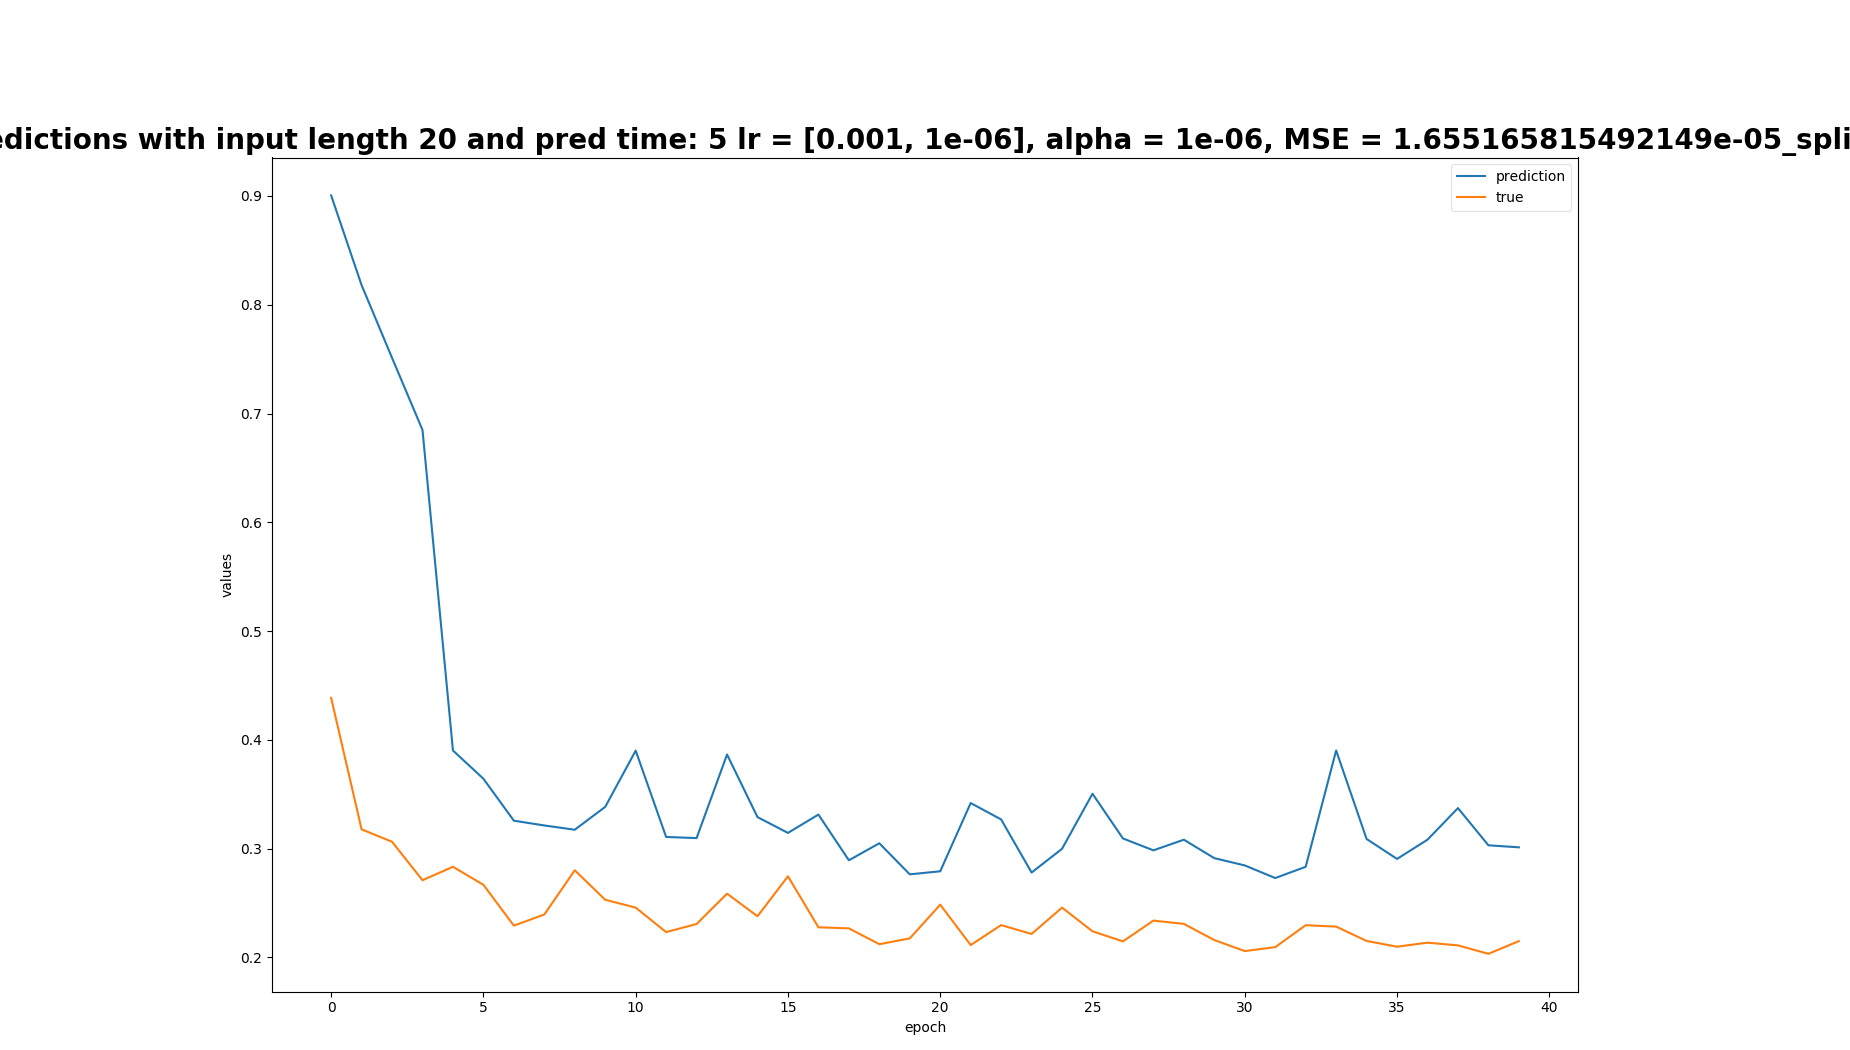 edictions with input length 20 and pred time: 5 lr = [0.001, 1e-06], alpha = 1e-06, MSE = 1.655165815492149e-05_spli
prediction
true
0.9
0.8
0.7
0.6
0.5
0.4
0.3
0.2
values
0 5 10 15 20 25 30 35 40
epoch